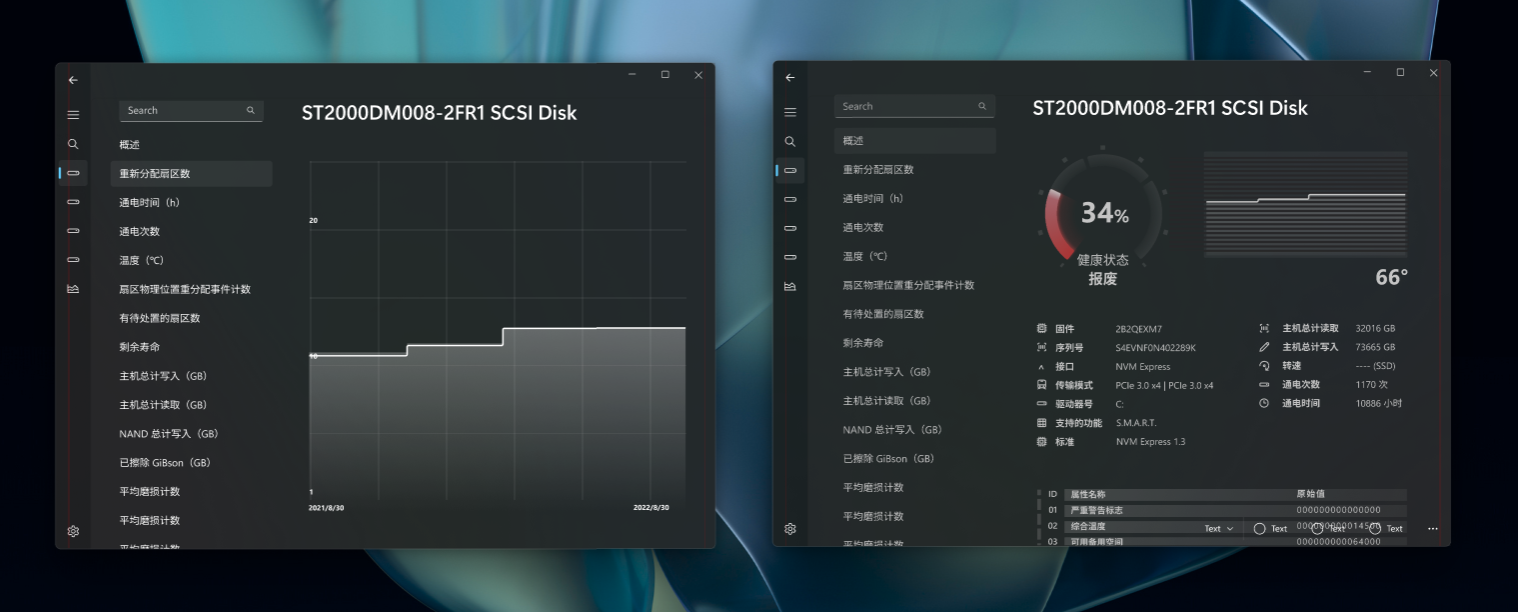 Search
ST2000DM008-2FR1 SCSI Disk
概述
重新分配扇区数
通电时间（h）
通电次数
温度（℃）
扇区物理位置重分配事件计数
有待处置的扇区数
剩余寿命
主机总计写入（GB）
主机总计读取（GB）
NAND 总计写入（GB）
已擦除 GiBson（GB）
平均磨损计数
平均磨损计数
平均磨损计数
20
10
1
2021/8/30
2022/8/30
Search
ST2000DM008-2FR1 SCSI Disk
概述
重新分配扇区数
通电时间（h）
通电次数
温度（℃）
扇区物理位置重分配事件计数
有待处置的扇区数
剩余寿命
主机总计写入（GB）
主机总计读取（GB）
NAND 总计写入（GB）
已擦除 GiBson（GB）
平均磨损计数
平均磨损计数
平均磨损计数
34%
健康状态
报废
66°
固件 2B2QEXM7
序列号 S4EVNF0N402289K
接口 NVM Express
传输模式 PCIe 3.0 x4 | PCIe 3.0 x4
驱动器号 C:
支持的功能 S.M.A.R.T.
标准 NVM Express 1.3
主机总计读取 32016 GB
主机总计写入 73665 GB
转速 ---- (SSD)
通电次数 1170 次
通电时间 10886 小时
ID 属性名称 原始值
01 严重警告标志 000000000000000
02 综合温度
Text Text Text Text
03 可用备用空间 000000000064000